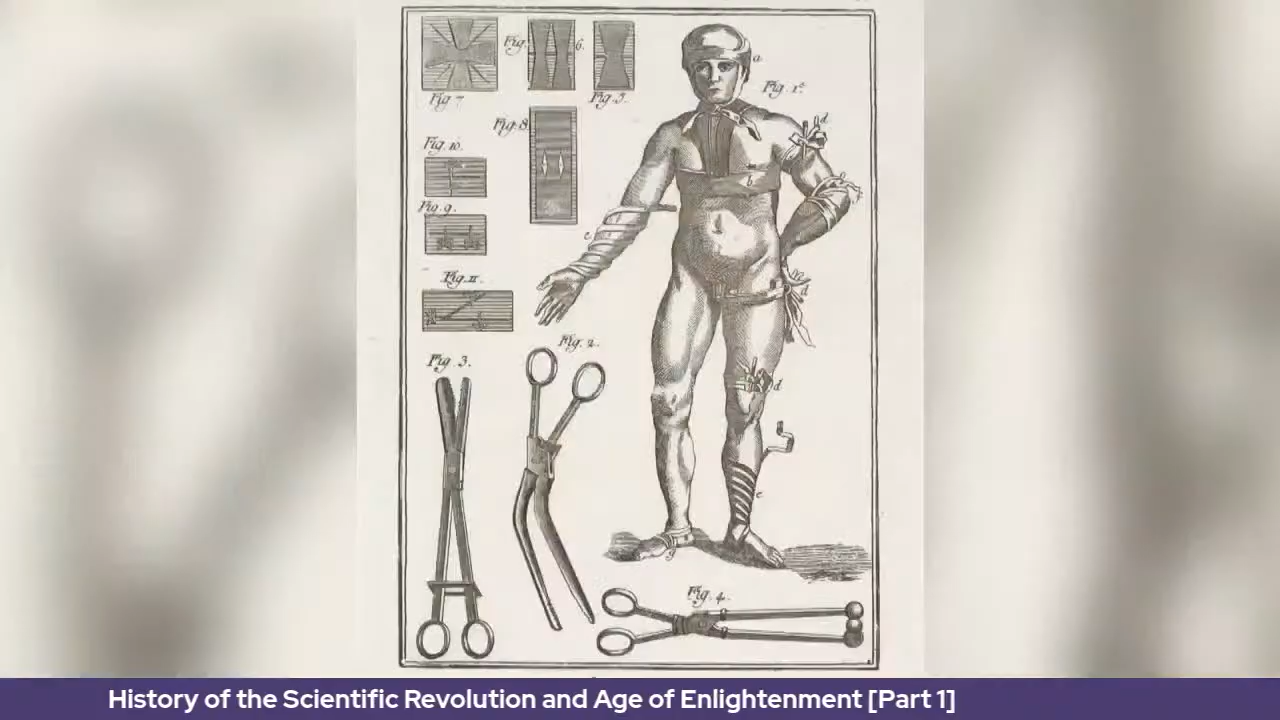 Fig. 6.
Fig. 5.
a
Fig. 1.e
Fig. 7
Fig. 8.
d
Fig. 10.
b
Fig. 9.
c
Fig. 11.
d
Fig. 2.
Fig. 3.
d
c
g
Fig. 4.
History of the Scientific Revolution and Age of Enlightenment [Part 1]